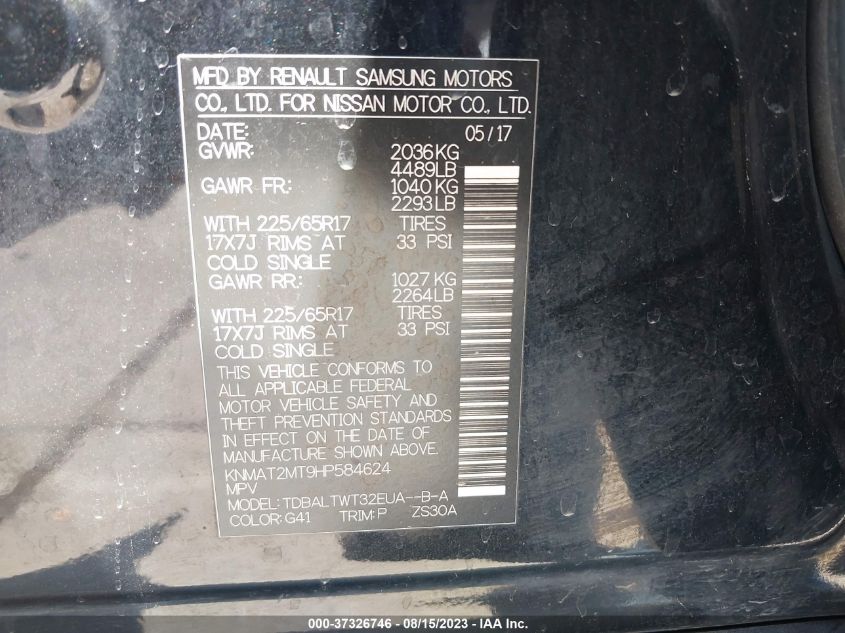 MFD BY RENAULT SAMSUNG MOTORS
CO., LTD. FOR NISSAN MOTOR CO., LTD.
DATE: 05/17
GVWR: 2036KG
4489LB
GAWR FR.: 1040KG
2293LB
WITH 225/65R17 TIRES
17X7J RIMS AT 33 PSI
COLD SINGLE
GAWR RR.: 1027KG
2264LB
WITH 225/65R17 TIRES
17X7J RIMS AT 33 PSI
COLD SINGLE
THIS VEHICLE CONFORMS TO
ALL APPLICABLE FEDERAL
MOTOR VEHICLE SAFETY AND
THEFT PREVENTION STANDARDS
IN EFFECT ON THE DATE OF
MANUFACTURE SHOWN ABOVE.
KNMAT2MT9HP584624
MPV
MODEL:TDBALTWT32EUA--B-A
COLOR:G41 TRIM:P ZS30A
000-37326746 - 08/15/2023 - IAA Inc.